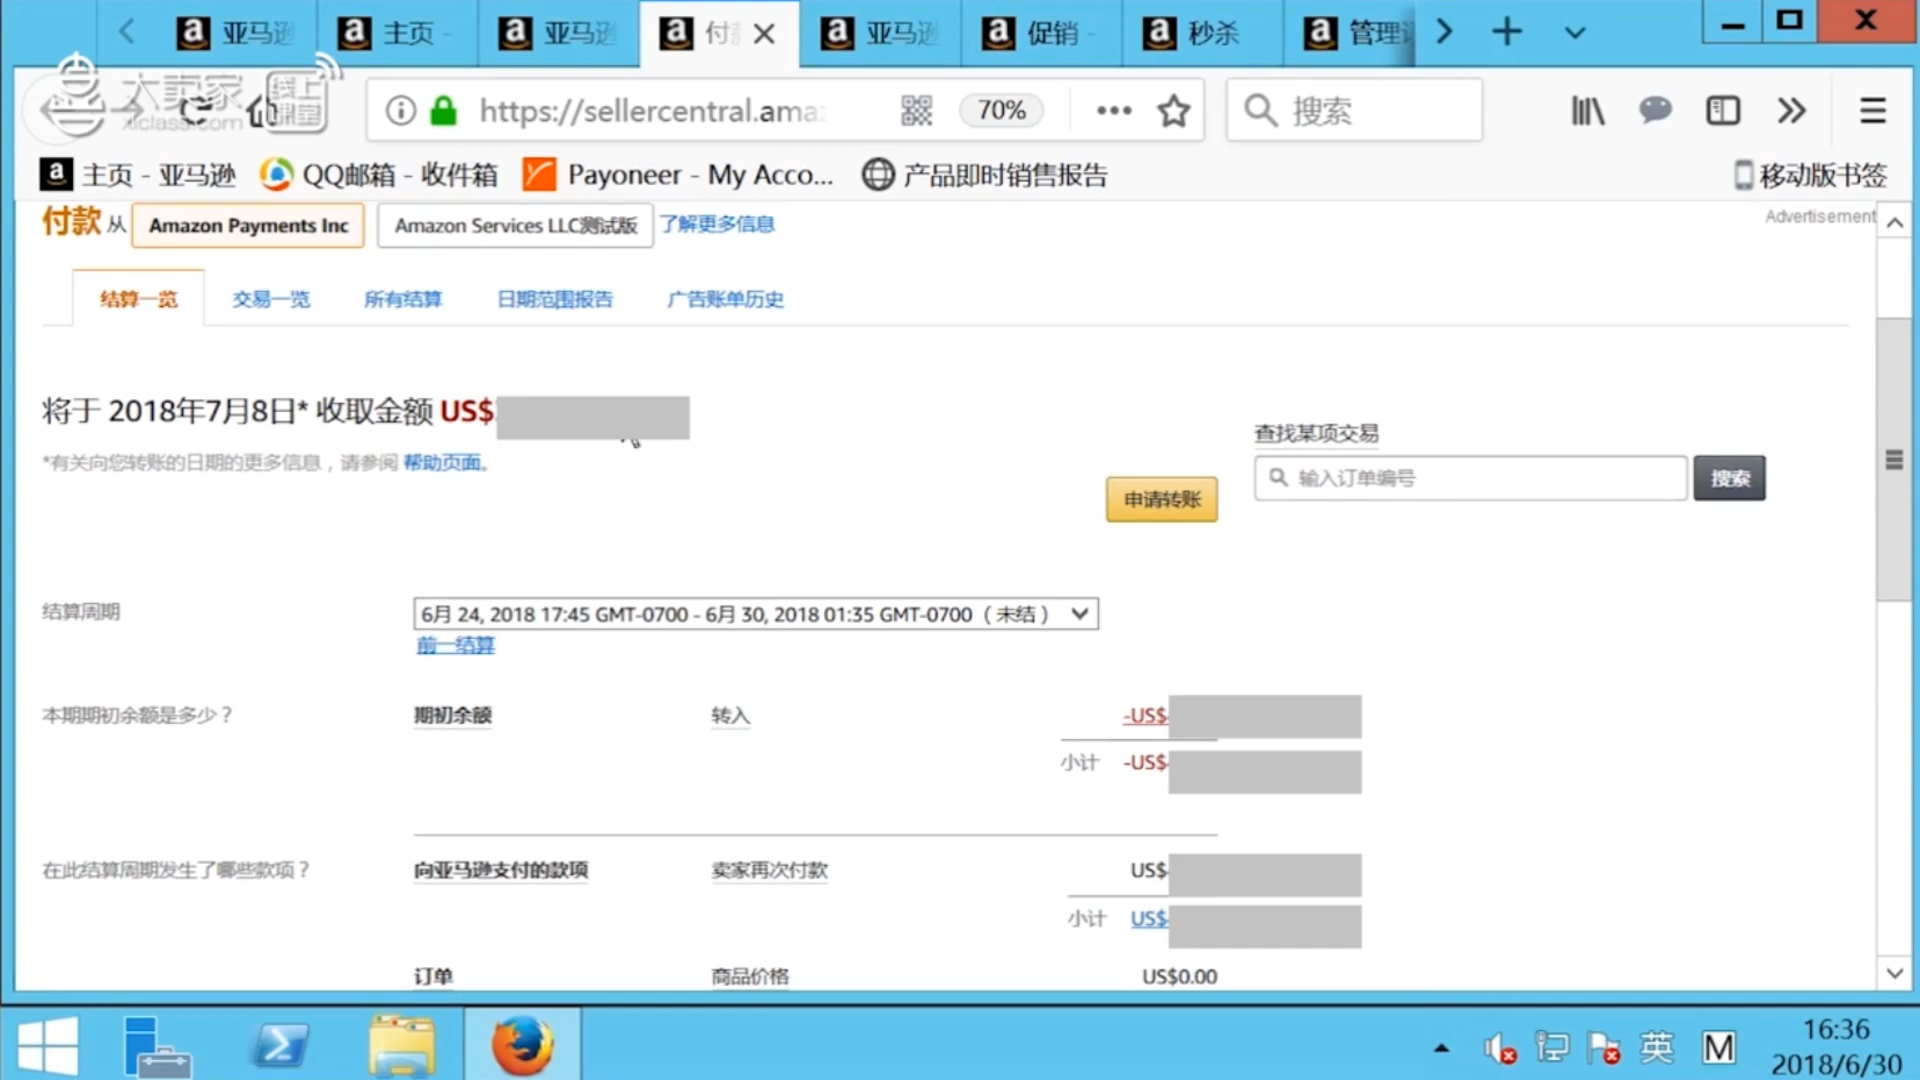 亚马逊
主页 -
亚马逊
付款
亚马逊
促销 -
秒杀
管理
大卖家
xlclass.com
线上课堂
https://sellercentral.ama
70%
搜索
主页 - 亚马逊
QQ邮箱 - 收件箱
Payoneer - My Acco...
产品即时销售报告
移动版书签
付款 从 Amazon Payments Inc Amazon Services LLC测试版 了解更多信息
Advertisement
结算一览 交易一览 所有结算 日期范围报告 广告账单历史
将于 2018年7月8日* 收取金额 US$
*有关向您转账的日期的更多信息，请参阅 帮助页面。
查找某项交易
输入订单编号 搜索
申请转账
结算周期 6月 24, 2018 17:45 GMT-0700 - 6月 30, 2018 01:35 GMT-0700（未结）
前一结算
本期期初余额是多少？ 期初余额 转入 -US$
小计 -US$
在此结算周期发生了哪些款项？ 向亚马逊支付的款项 卖家再次付款 US$
小计 US$
订单 商品价格 US$0.00
英 M
16:36
2018/6/30